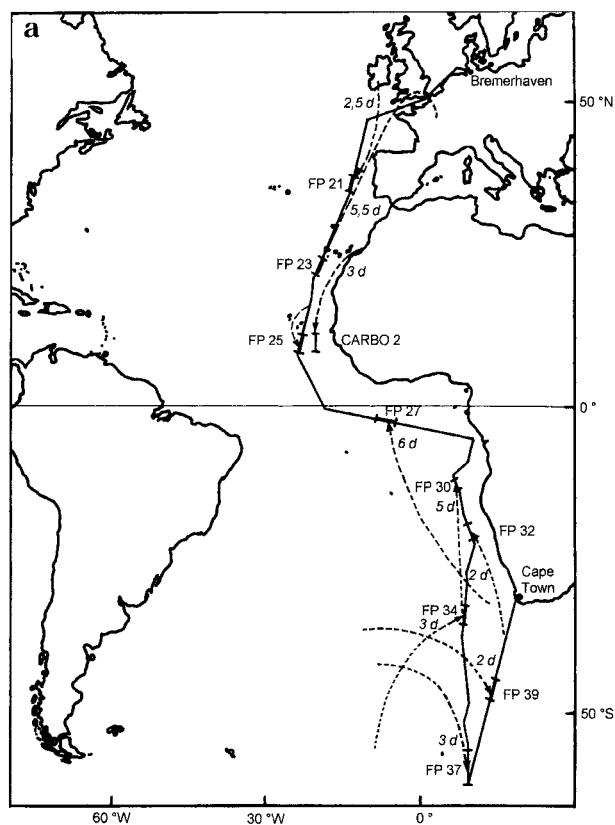 a
Bremerhaven
50 °N
2,5 d
FP 21
5,5 d
FP 23
3 d
FP 25
CARBO 2
FP 27
0 °
6 d
FP 30
5 d
FP 32
2 d
Cape
Town
FP 34
3 d
2 d
FP 39
50 °S
3 d
FP 37
60 °W
30 °W
0 °